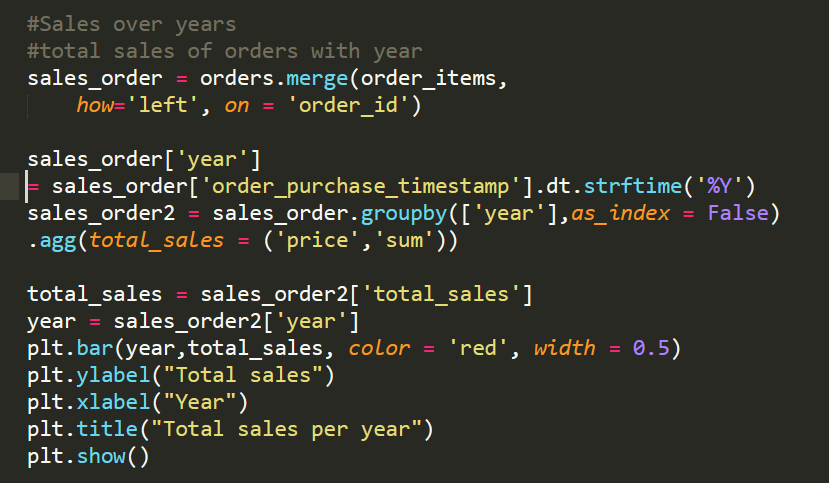 #Sales over years
#total sales of orders with year
sales_order = orders.merge(order_items,
    how='left', on = 'order_id')

sales_order['year']
= sales_order['order_purchase_timestamp'].dt.strftime('%Y')
sales_order2 = sales_order.groupby(['year'],as_index = False)
.agg(total_sales = ('price','sum'))

total_sales = sales_order2['total_sales']
year = sales_order2['year']
plt.bar(year,total_sales, color = 'red', width = 0.5)
plt.ylabel("Total sales")
plt.xlabel("Year")
plt.title("Total sales per year")
plt.show()